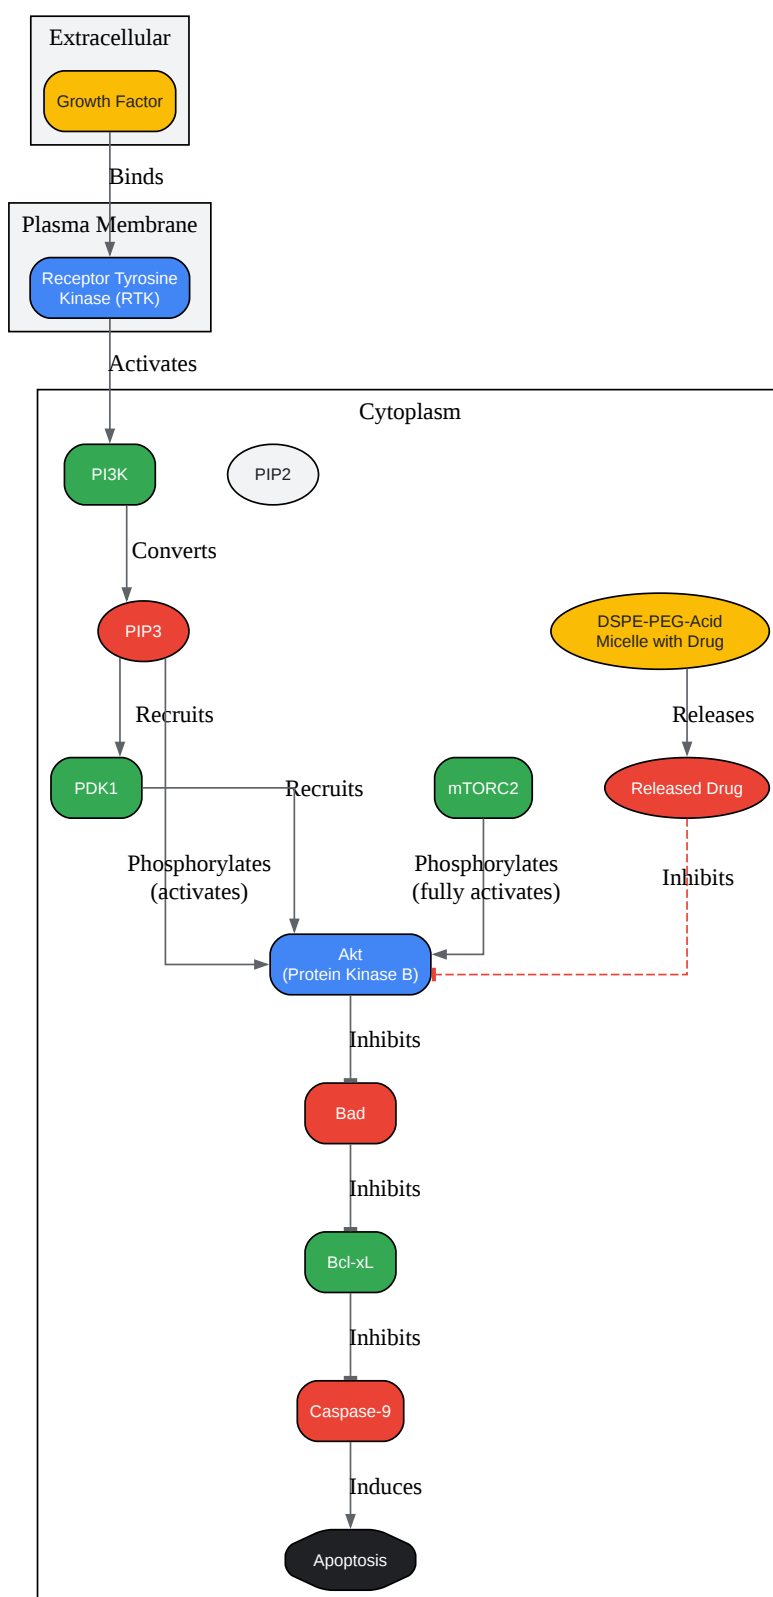 Extracellular
Growth Factor
Binds
Plasma Membrane
Receptor Tyrosine
Kinase (RTK)
Activates
Cytoplasm
PI3K
PIP2
Converts
PIP3
DSPE-PEG-Acid
Micelle with Drug
Recruits
Releases
PDK1
Recruits
mTORC2
Released Drug
Phosphorylates
(activates)
Phosphorylates
(fully activates)
Inhibits
Akt
(Protein Kinase B)
Inhibits
Bad
Inhibits
Bcl-xL
Inhibits
Caspase-9
Induces
Apoptosis